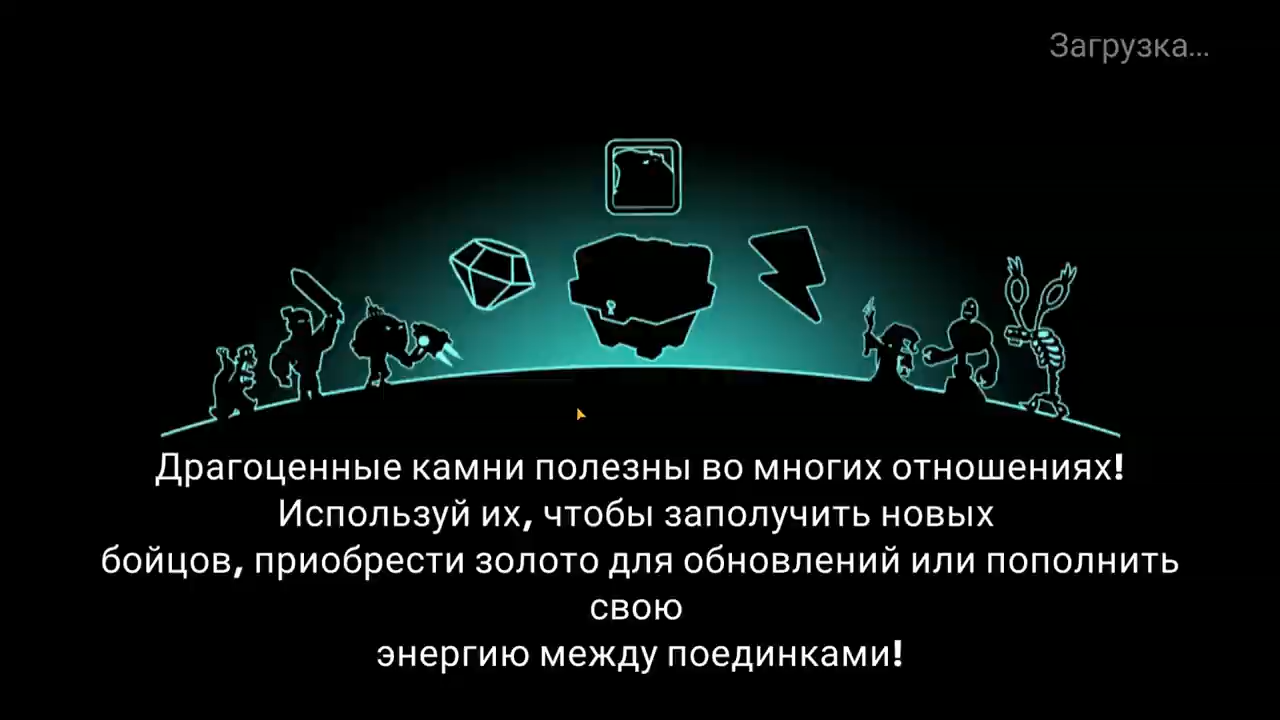 Загрузка...
Драгоценные камни полезны во многих отношениях!
Используй их, чтобы заполучить новых
бойцов, приобрести золото для обновлений или пополнить
свою
энергию между поединками!